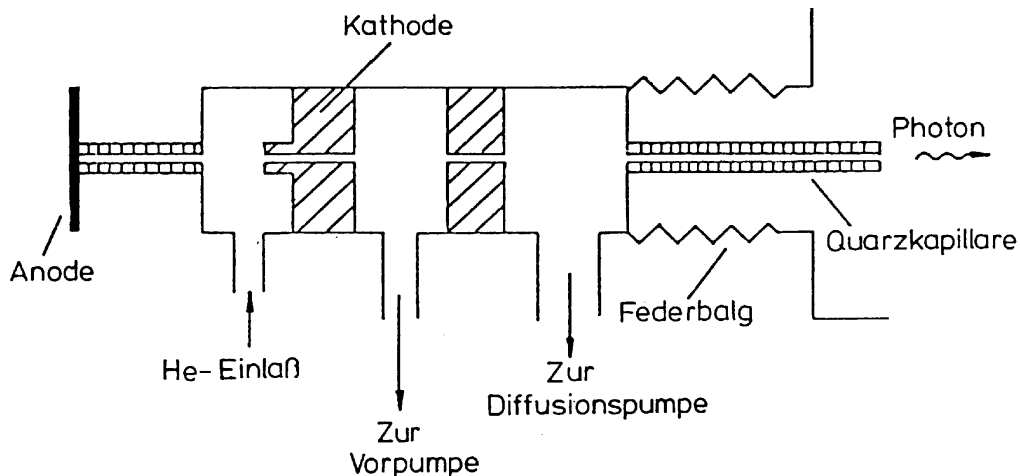 Kathode
Photon
Anode
Quarzkapillare
Federbalg
He-Einlaß
Zur
Diffusionspumpe
Zur
Vorpumpe